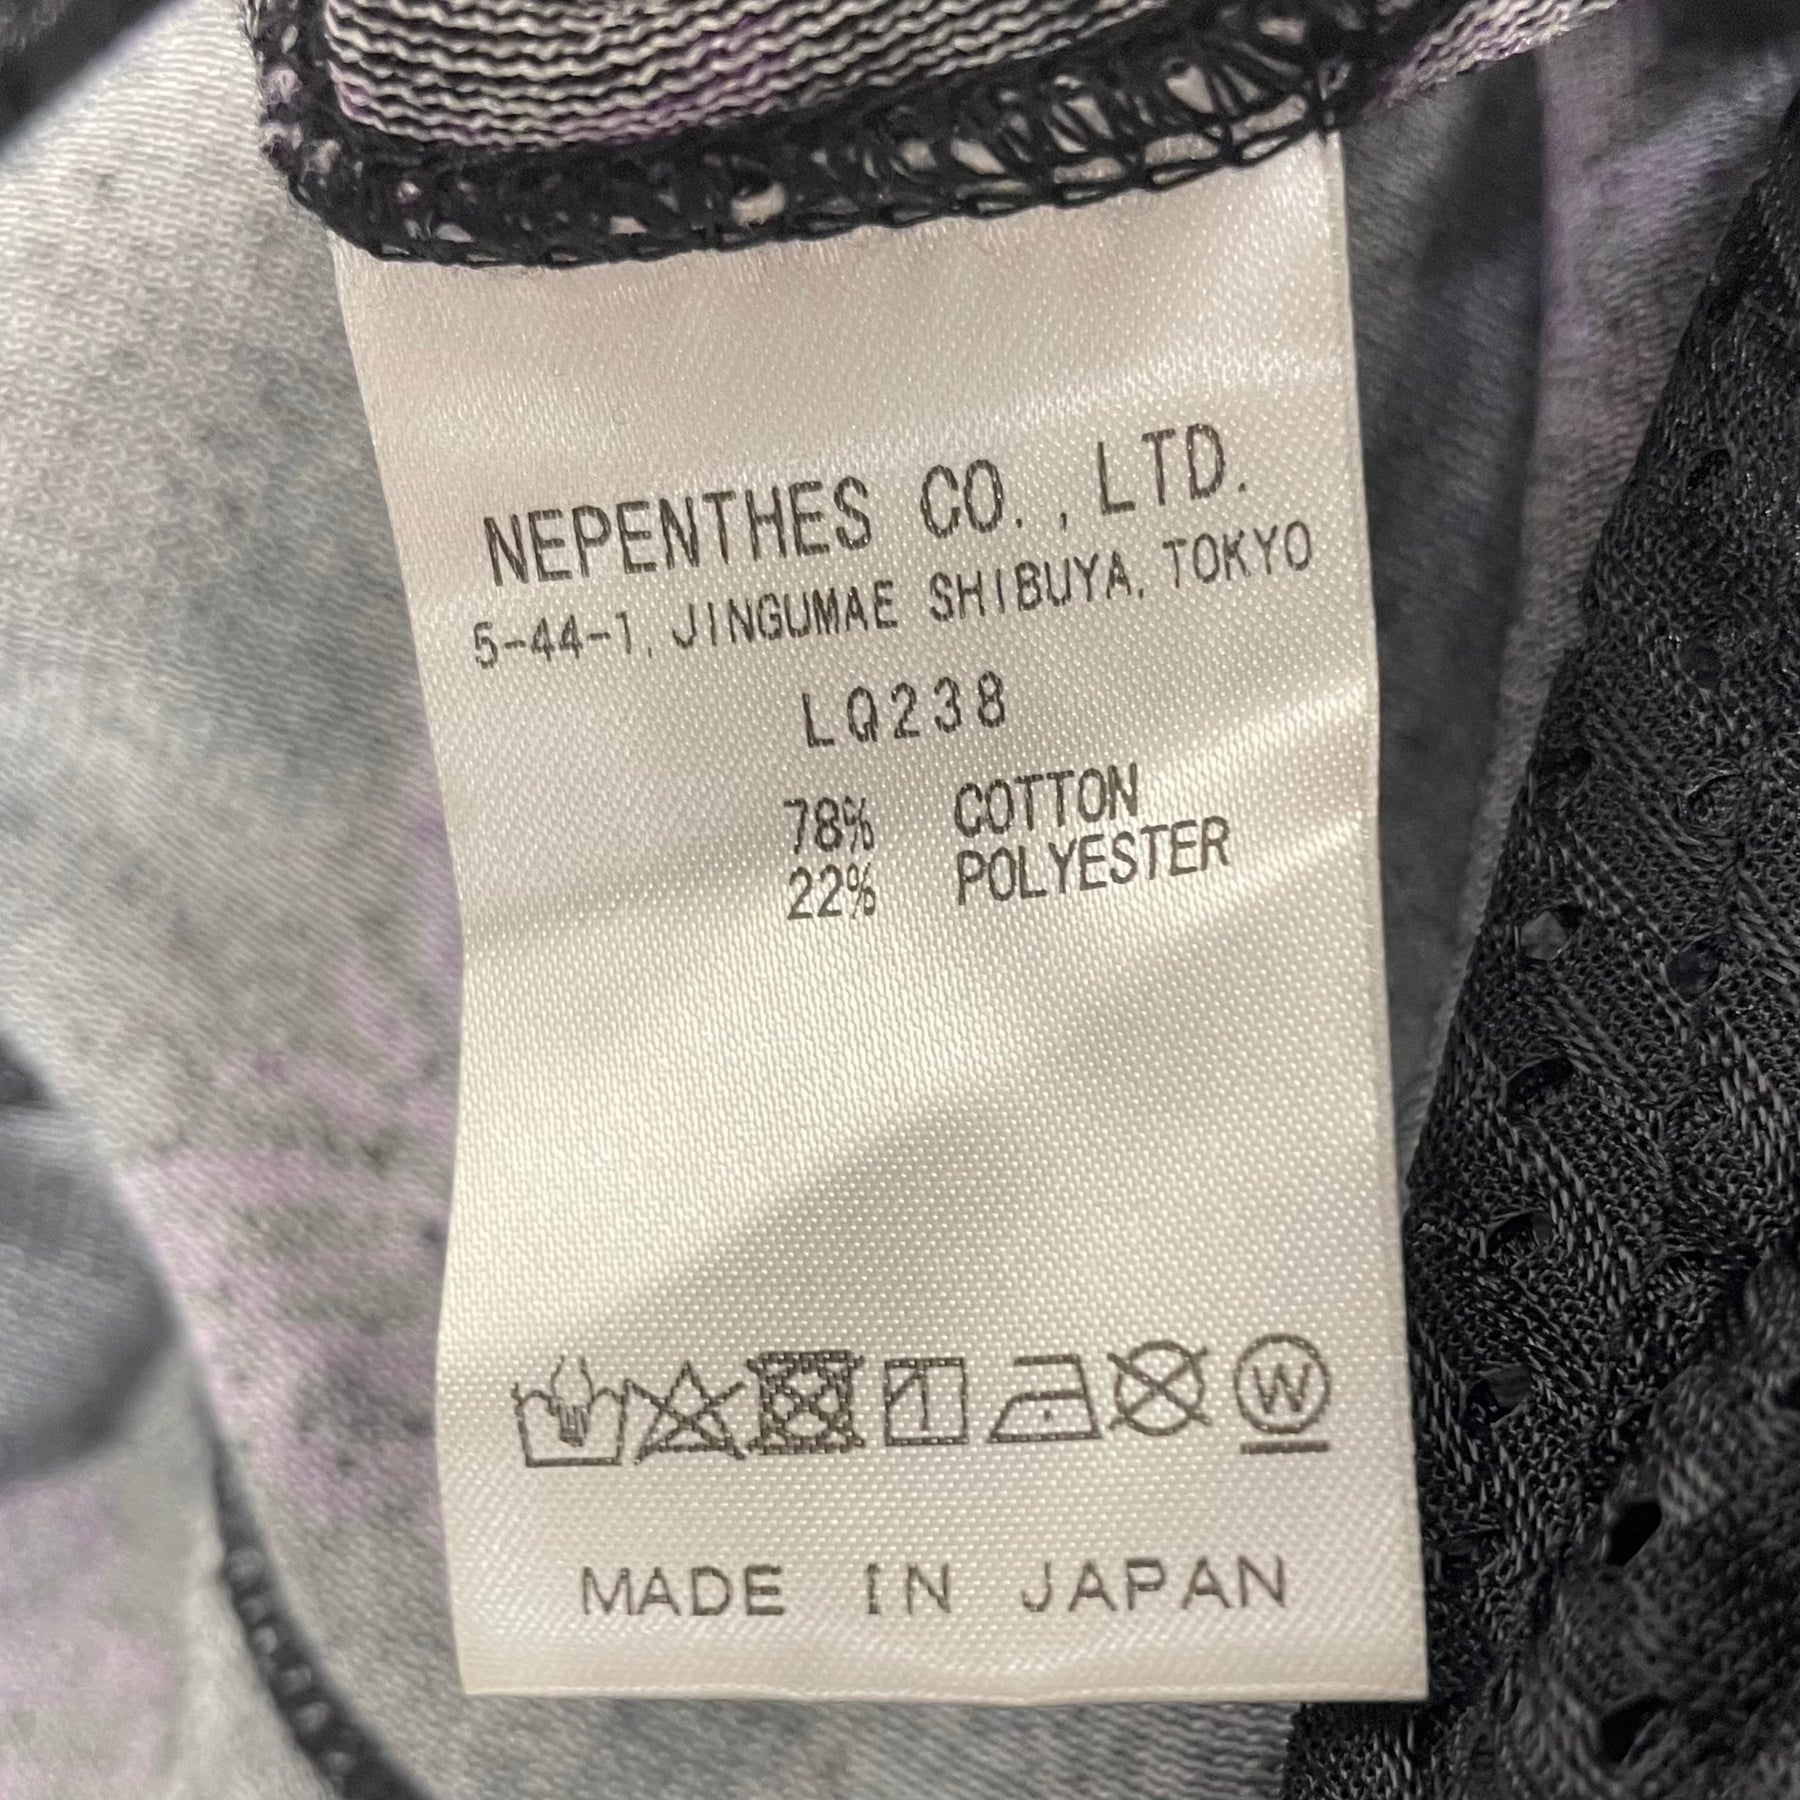 NEPENTHES CO., LTD.
5-44-1, JINGUMAE SHIBUYA, TOKYO
LQ238
78% COTTON
22% POLYESTER
W
MADE IN JAPAN